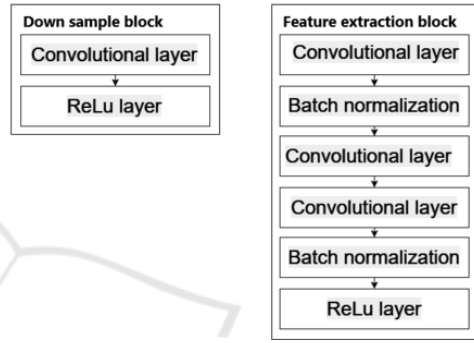 Down sample block
Convolutional layer
ReLu layer
Feature extraction block
Convolutional layer
Batch normalization
Convolutional layer
Convolutional layer
Batch normalization
ReLu layer